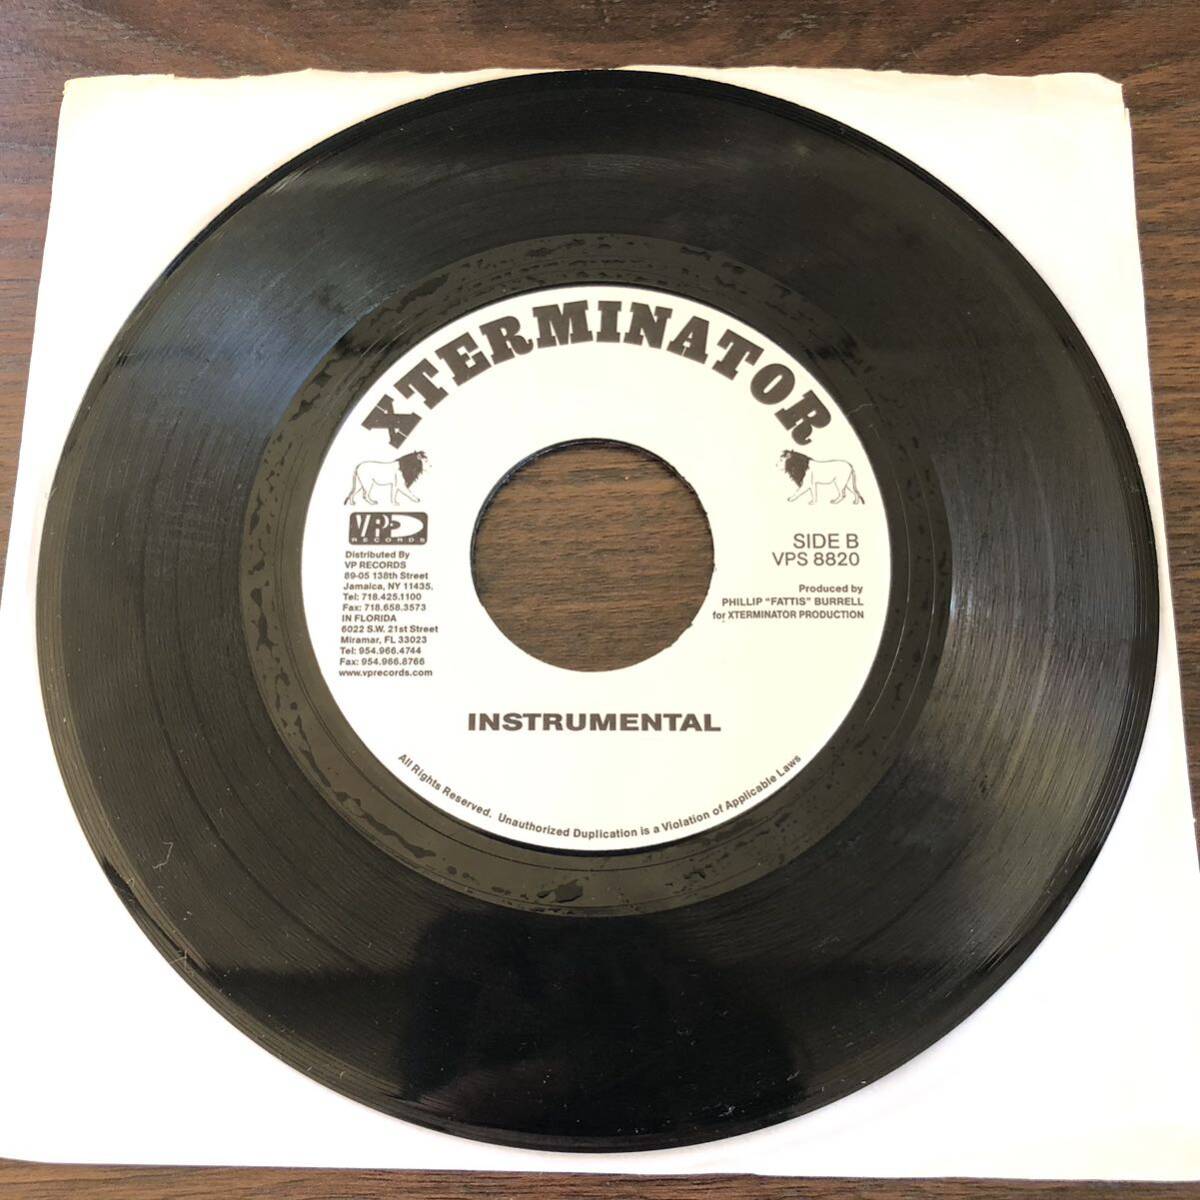 XTERMINATOR
VP
RECORDS
Distributed By
VP RECORDS
89-05 138th Street
Jamaica, NY 11435,
Tel: 718.425.1100
Fax: 718.658.3573
IN FLORIDA
6022 S.W. 21st Street
Miramar, FL 33023
Tel: 954.966.4744
Fax: 954.966.8766
www.vprecords.com
SIDE B
VPS 8820
Produced by
PHILLIP "FATTIS" BURRELL
for XTERMINATOR PRODUCTION
INSTRUMENTAL
All Rights Reserved. Unauthorized Duplication is a Violation of Applicable Laws